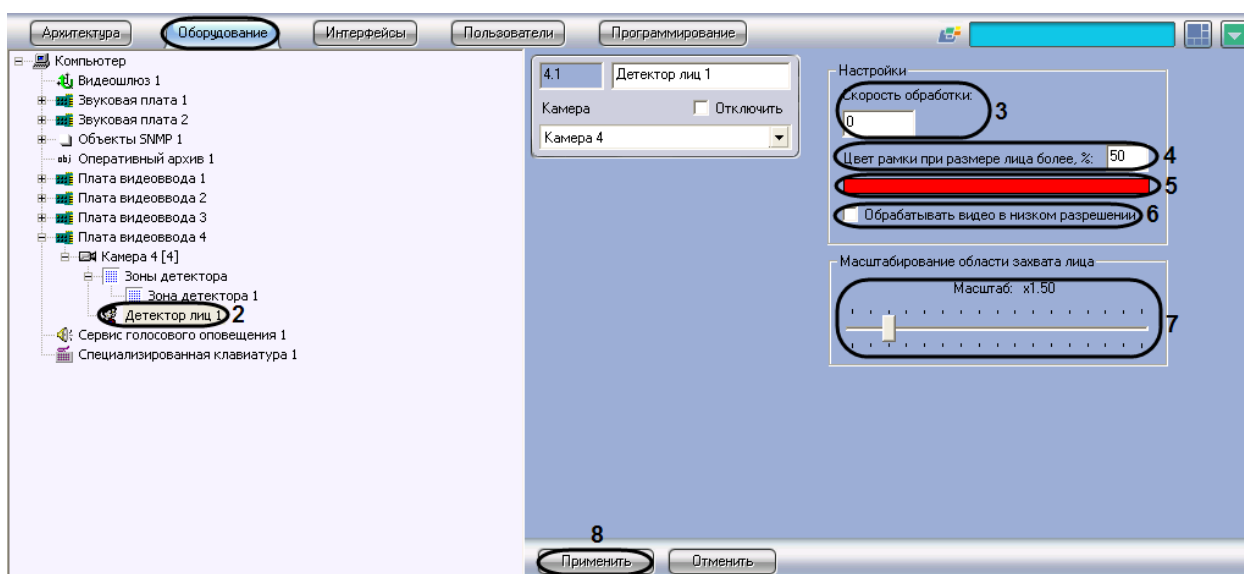 Архитектура Оборудование Интерфейсы Пользователи Программирование
Компьютер
Видеошлюз 1
Звуковая плата 1
Звуковая плата 2
Объекты SNMP 1
obj Оперативный архив 1
Плата видеоввода 1
Плата видеоввода 2
Плата видеоввода 3
Плата видеоввода 4
Камера 4 [4]
Зоны детектора
Зона детектора 1
Детектор лиц 1 2
Сервис голосового оповещения 1
Специализированная клавиатура 1
4.1 Детектор лиц 1
Камера Отключить
Камера 4
Настройки
Скорость обработки:
0 3
Цвет рамки при размере лица более, %: 50 4
5
Обрабатывать видео в низком разрешении 6
Масштабирование области захвата лица
Масштаб: x1.50
7
8
Применить Отменить